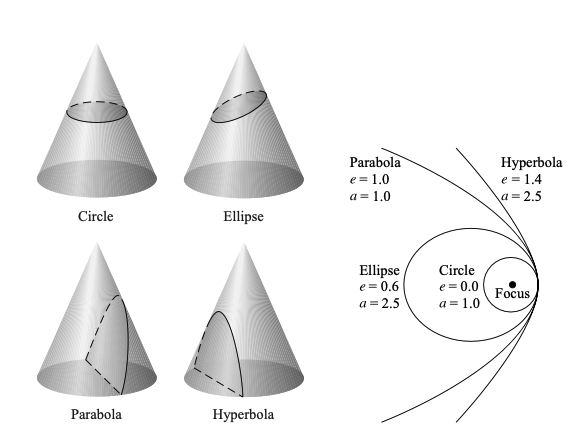 Circle
Ellipse
Parabola
Hyperbola
Parabola
e = 1.0
a = 1.0
Hyperbola
e = 1.4
a = 2.5
Ellipse
e = 0.6
a = 2.5
Circle
e = 0.0
a = 1.0
Focus